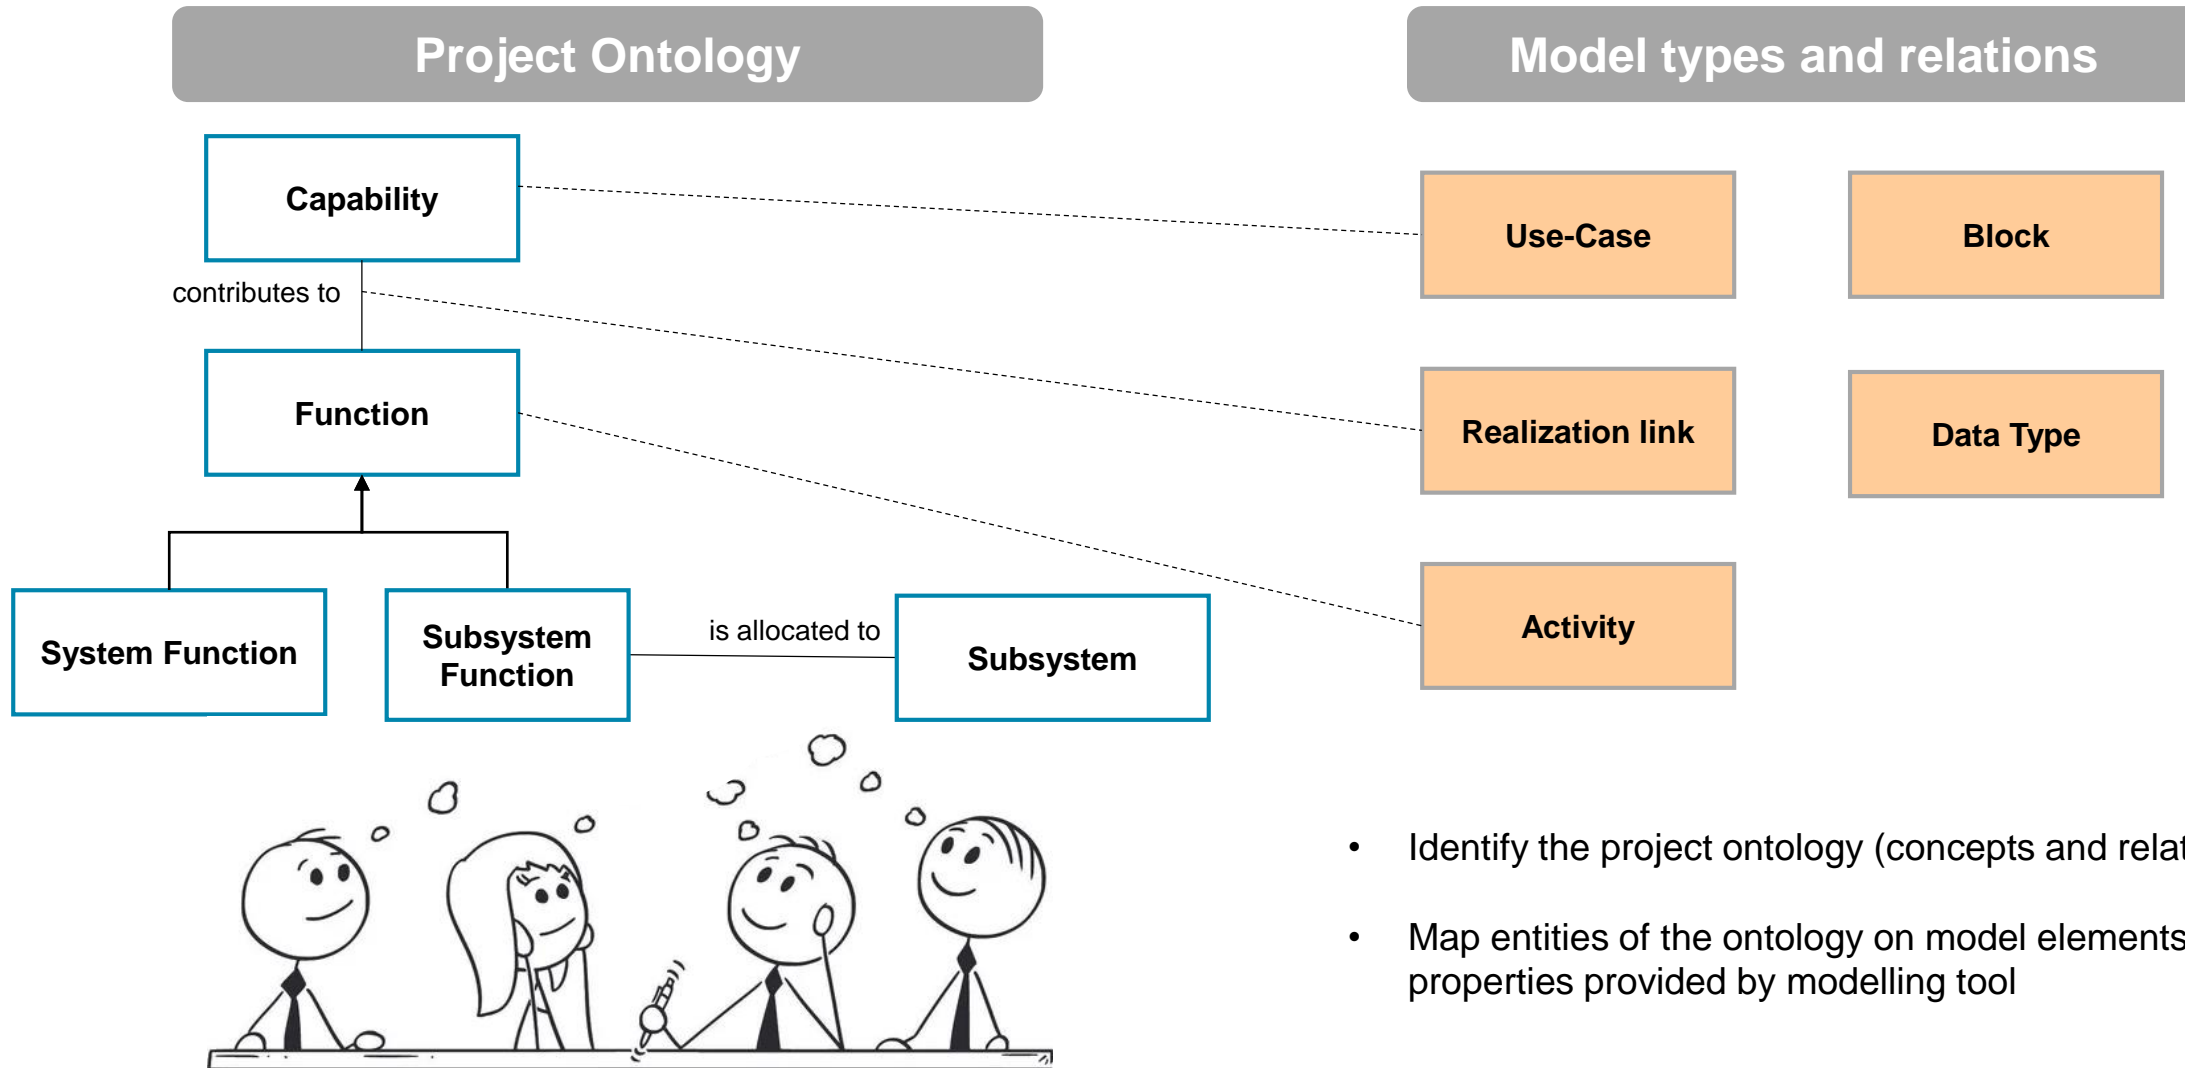 Project Ontology
Model types and relations
Capability
Use-Case
Block
contributes to
Function
Realization link
Data Type
System Function
Subsystem
Function
is allocated to
Subsystem
Activity
• Identify the project ontology (concepts and relat
• Map entities of the ontology on model elements
properties provided by modelling tool